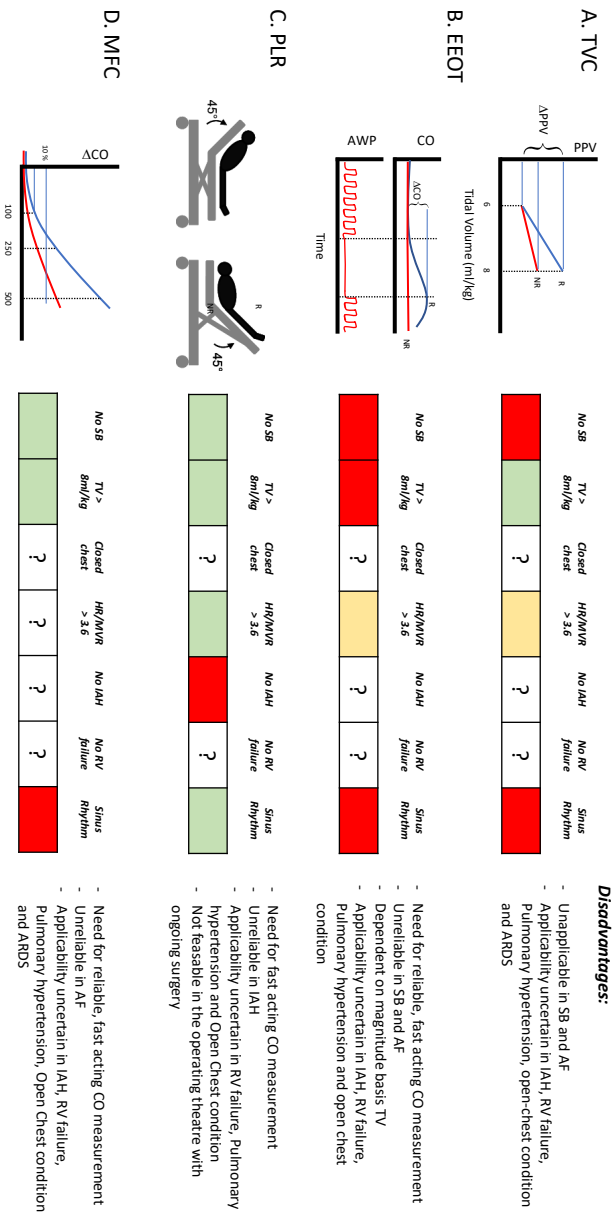 Disadvantages:
A. TVC
PPV
ΔPPV
R
NR
6
8
Tidal Volume (ml/kg)
No SB
TV >
8ml/kg
Closed
chest
HR/MVR
> 3.6
No IAH
No RV
failure
Sinus
Rhythm
?
?
?
- Unapplicable in SB and AF
- Applicability uncertain in IAH, RV failure,
Pulmonary hypertension, open-chest condition
and ARDS
B. EEOT
CO
ΔCO
R
NR
AWP
Time
No SB
TV >
8ml/kg
Closed
chest
HR/MVR
> 3.6
No IAH
No RV
failure
Sinus
Rhythm
?
?
?
- Need for reliable, fast acting CO measurement
- Unreliable in SB and AF
- Dependent on magnitude basis TV
- Applicability uncertain in IAH, RV failure,
Pulmonary hypertension and open chest
condition
C. PLR
45°
R
NR
45°
No SB
TV >
8ml/kg
Closed
chest
HR/MVR
> 3.6
No IAH
No RV
failure
Sinus
Rhythm
?
?
- Need for fast acting CO measurement
- Unreliable in IAH
- Applicability uncertain in RV failure, Pulmonary
hypertension and Open Chest condition
- Not feasable in the operating theatre with
ongoing surgery
D. MFC
ΔCO
10 %
100
250
500
No SB
TV >
8ml/kg
Closed
chest
HR/MVR
> 3.6
No IAH
No RV
failure
Sinus
Rhythm
?
?
?
?
- Need for reliable, fast acting CO measurement
- Unreliable in AF
- Applicability uncertain in IAH, RV failure,
Pulmonary hypertension, Open Chest condition
and ARDS